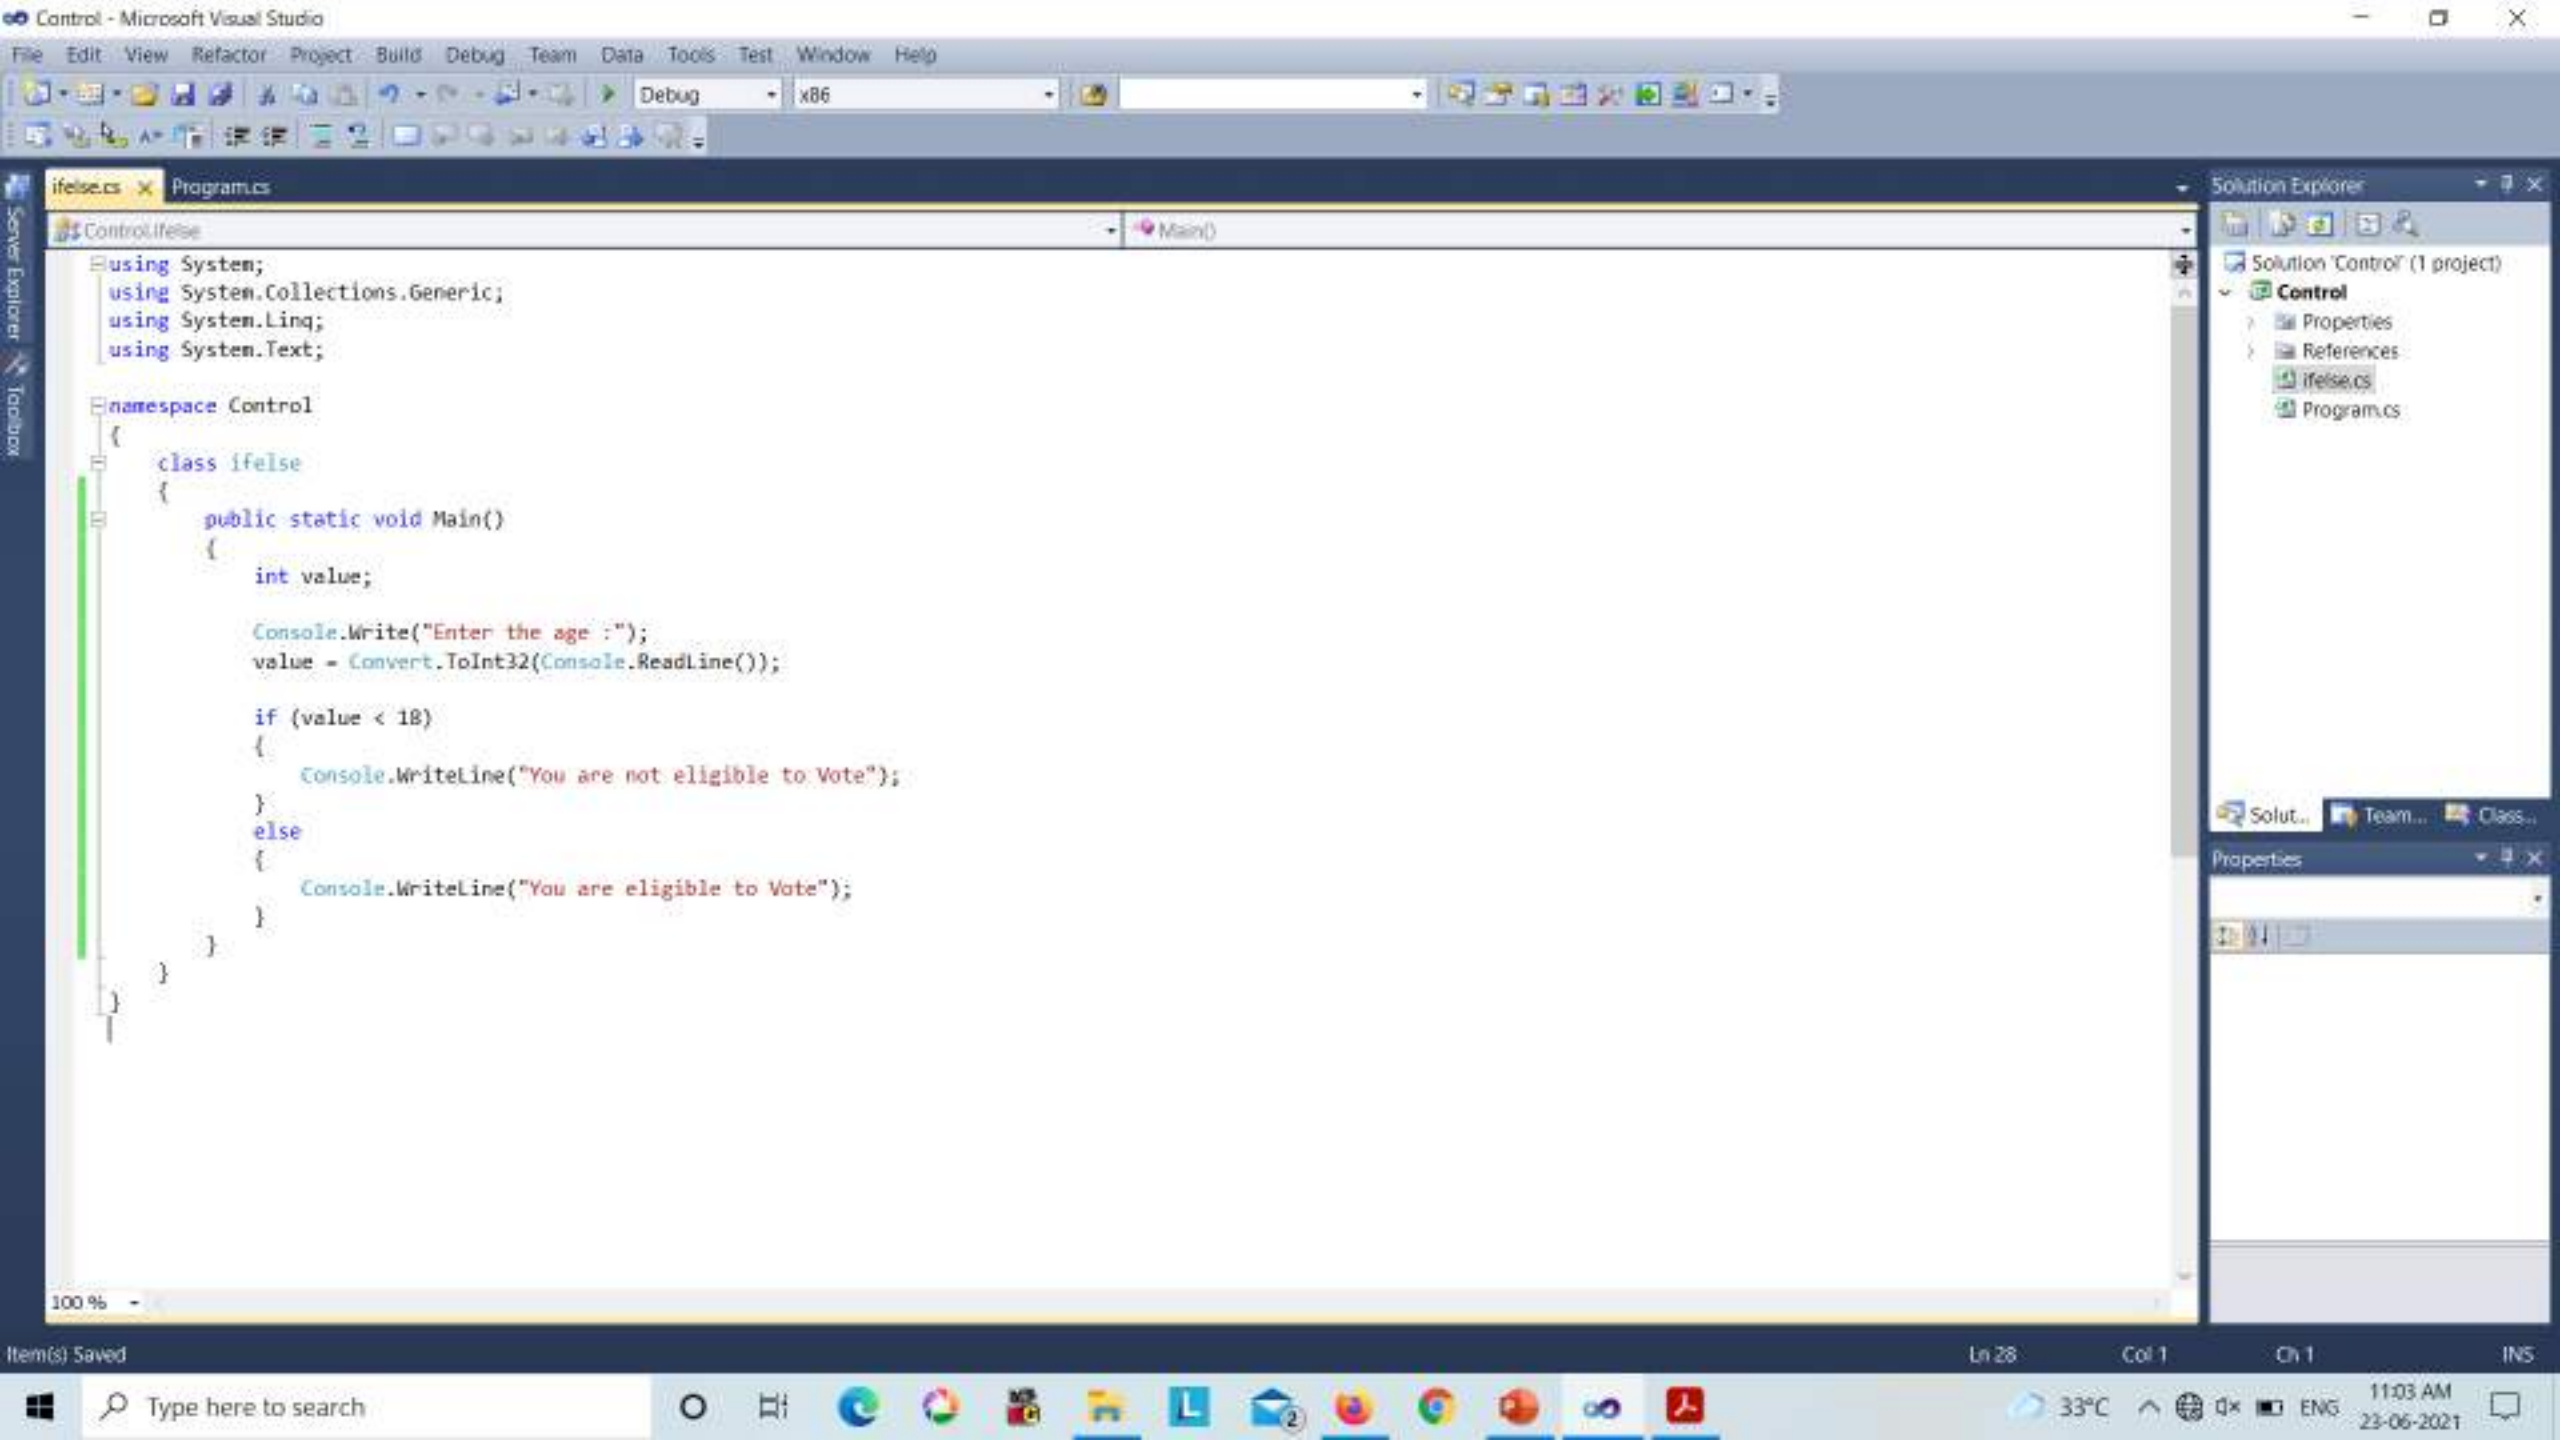 Control - Microsoft Visual Studio
File Edit View Refactor Project Build Debug Team Data Tools Test Window Help
Debug x86
ifelse.cs Program.cs
Control.ifelse Main()
using System;
using System.Collections.Generic;
using System.Linq;
using System.Text;
namespace Control
{
class ifelse
{
public static void Main()
{
int value;
Console.Write("Enter the age :");
value = Convert.ToInt32(Console.ReadLine());
if (value < 18)
{
Console.WriteLine("You are not eligible to Vote");
}
else
{
Console.WriteLine("You are eligible to Vote");
}
}
}
}
100 %
Server Explorer
Toolbox
Solution Explorer
Solution 'Control' (1 project)
Control
Properties
References
ifelse.cs
Program.cs
Solut... Team... Class...
Properties
Item(s) Saved Ln 28 Col 1 Ch 1 INS
Type here to search
L
2
33°C ENG 11:03 AM
23-06-2021